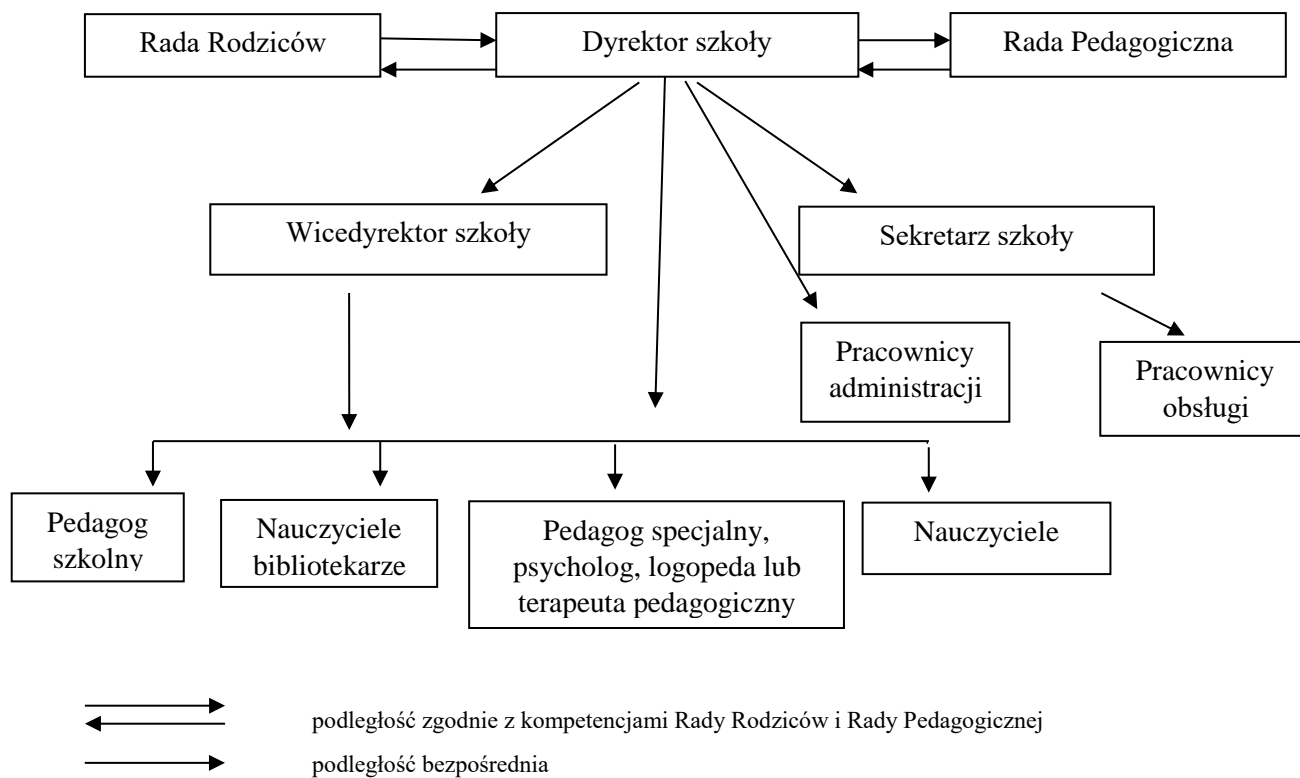 Rada Rodziców
Dyrektor szkoły
Rada Pedagogiczna
Wicedyrektor szkoły
Sekretarz szkoły
Pracownicy
administracji
Pracownicy
obsługi
Pedagog
szkolny
Nauczyciele
bibliotekarze
Pedagog specjalny,
psycholog, logopeda lub
terapeuta pedagogiczny
Nauczyciele
podległość zgodnie z kompetencjami Rady Rodziców i Rady Pedagogicznej
podległość bezpośrednia